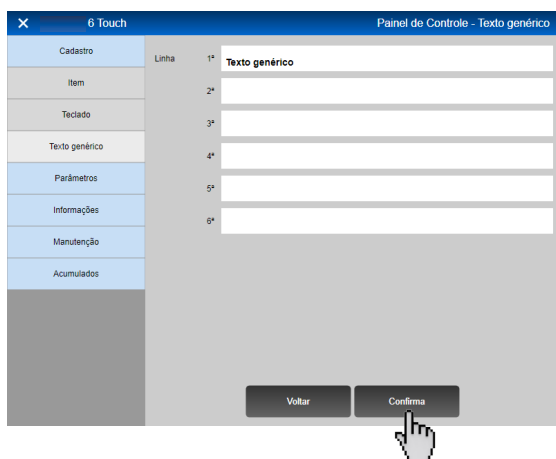 ✕ 6 Touch Painel de Controle - Texto genérico
Cadastro
Item
Teclado
Texto genérico
Parâmetros
Informações
Manutenção
Acumulados
Linha 1ª Texto genérico
2ª
3ª
4ª
5ª
6ª
Voltar Confirma